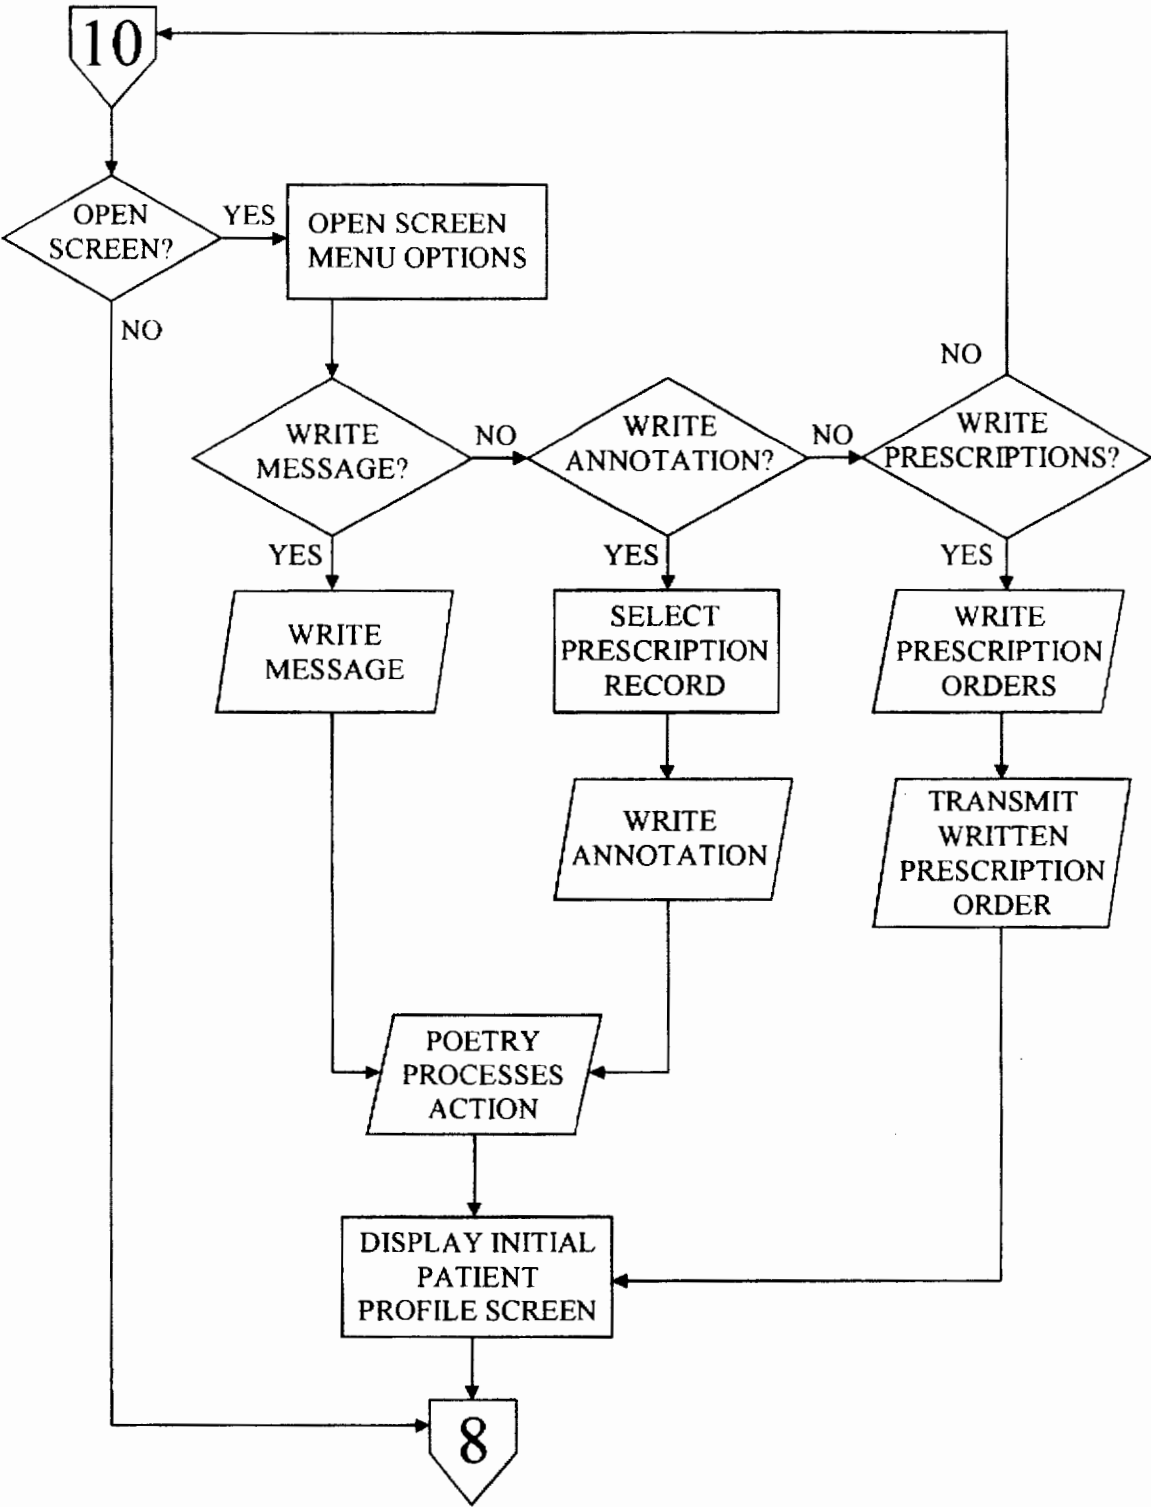 10
OPEN
SCREEN?
YES
OPEN SCREEN
MENU OPTIONS
NO
NO
WRITE
MESSAGE?
NO
WRITE
ANNOTATION?
NO
WRITE
PRESCRIPTIONS?
YES
YES
YES
WRITE
MESSAGE
SELECT
PRESCRIPTION
RECORD
WRITE
PRESCRIPTION
ORDERS
WRITE
ANNOTATION
TRANSMIT
WRITTEN
PRESCRIPTION
ORDER
POETRY
PROCESSES
ACTION
DISPLAY INITIAL
PATIENT
PROFILE SCREEN
8